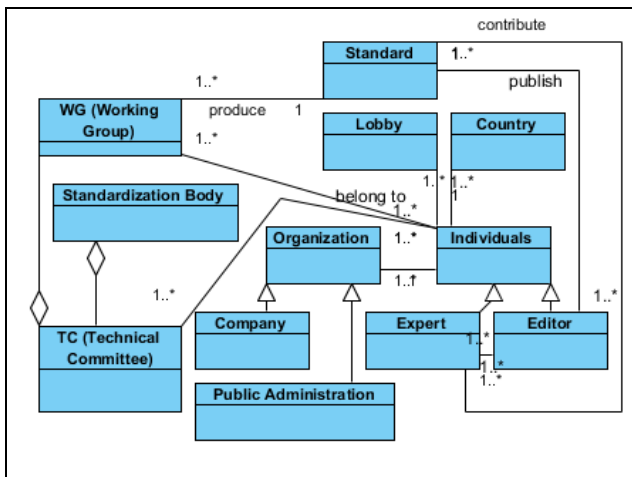 contribute
Standard
1..*
1..*
publish
produce
1
WG (Working
Group)
1..*
Lobby
Country
Standardization Body
belong to
1..*
1..*
1
1..*
Organization
1..*
Individuals
1..*
1..*
Company
Expert
Editor
TC (Technical
Committee)
1..*
1..*
1..*
Public Administration